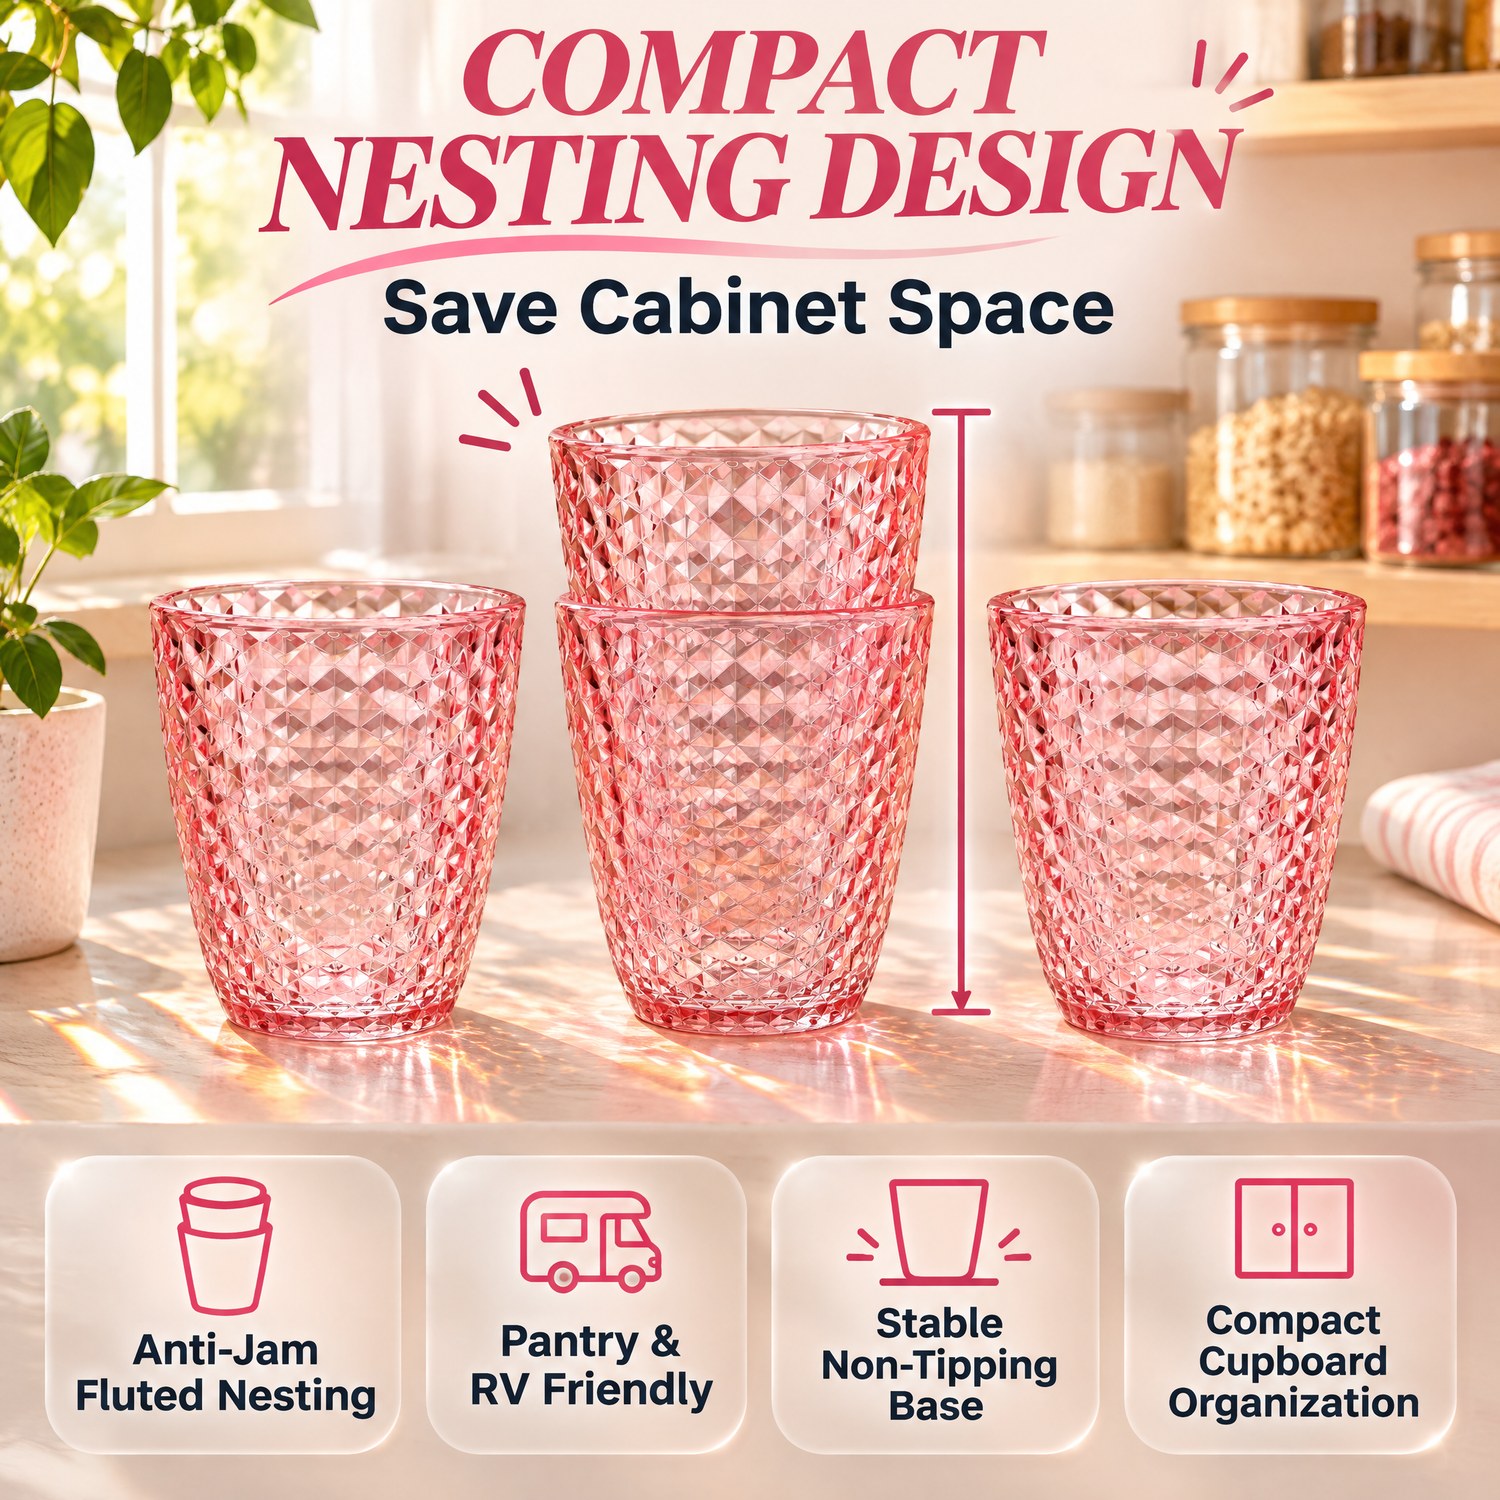 COMPACT
NESTING DESIGN
Save Cabinet Space
Anti-Jam
Fluted Nesting
Pantry &
RV Friendly
Stable
Non-Tipping
Base
Compact
Cupboard
Organization